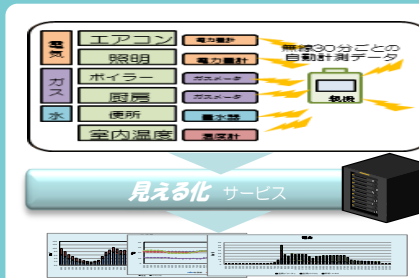 電気
エアコン
電力量計
照明
電力量計
無線30分ごとの
自動計測データ
ガス
ボイラー
ガスメータ
厨房
ガスメータ
親機
水
便所
量水器
室内温度
温度計
見える化 サービス